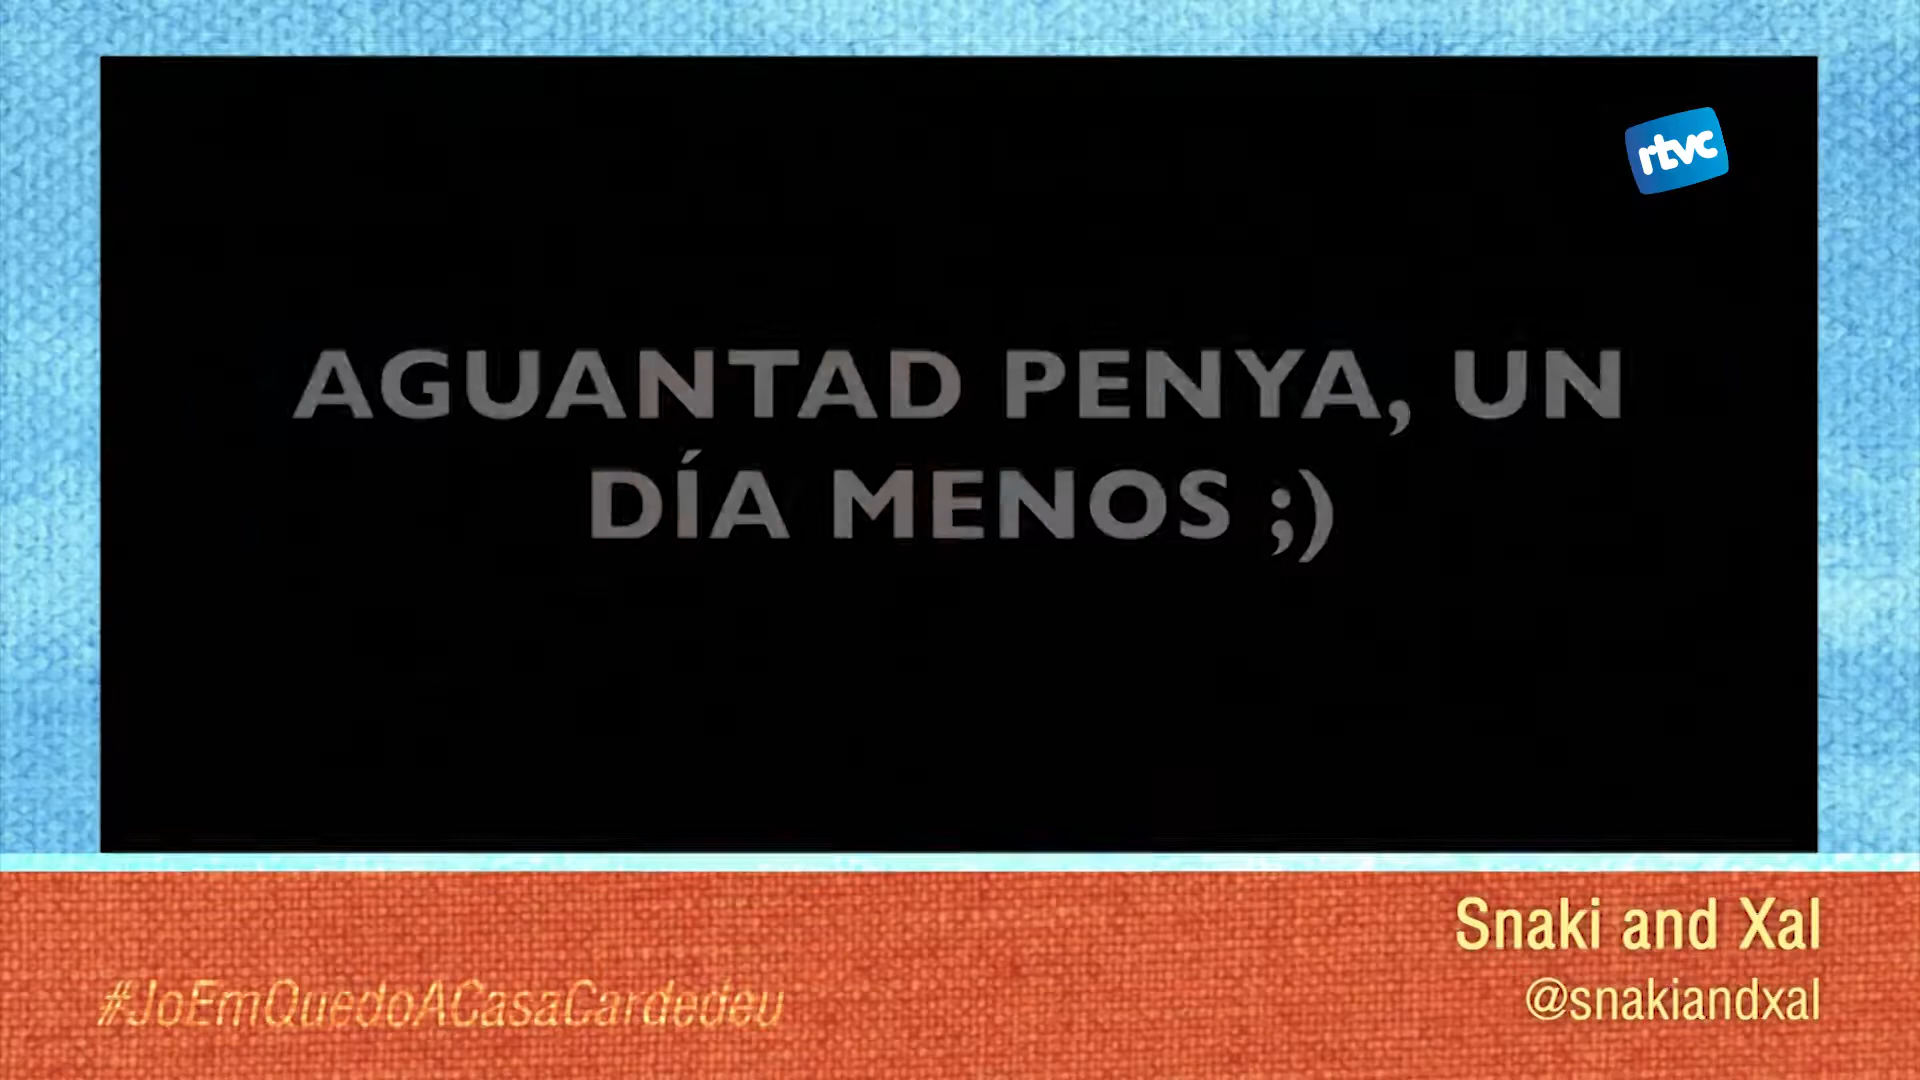 rtvc
AGUANTAD PENYA, UN
DÍA MENOS ;)
Snaki and Xal
#JoEmQuedoACasaCardedeu
@snakiandxal